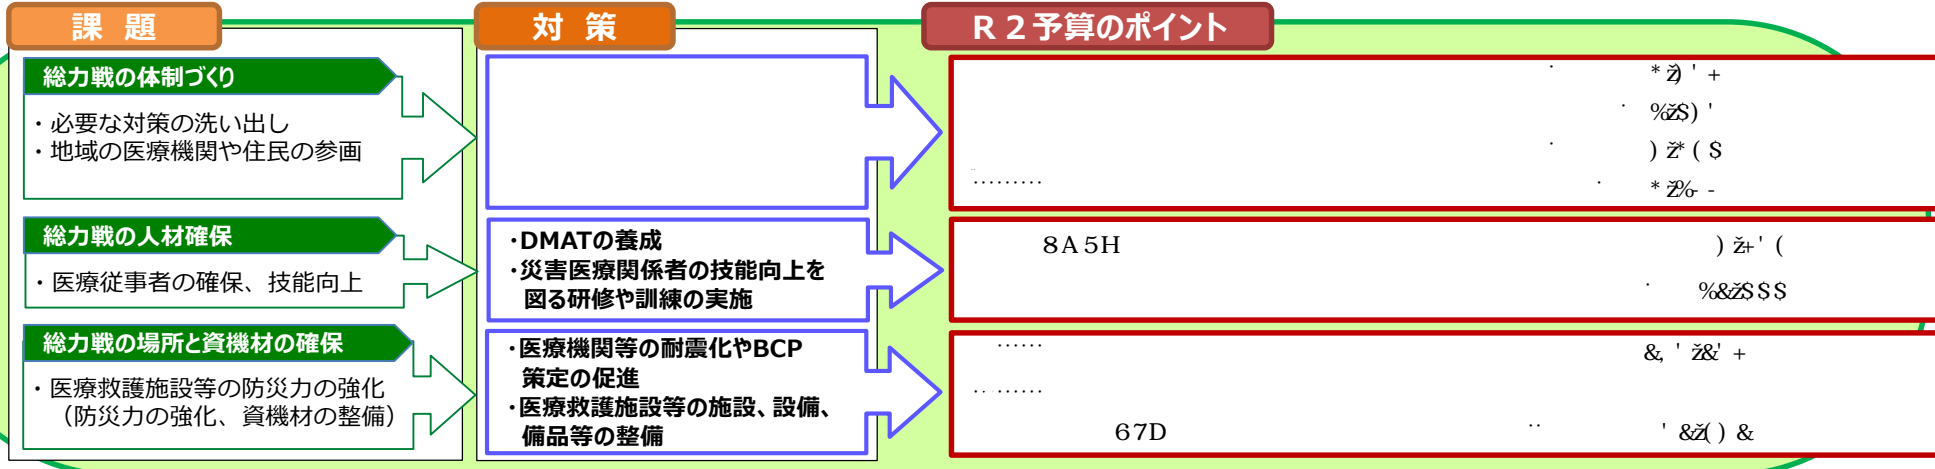 課 題
対 策
R２予算のポイント
総力戦の体制づくり
・必要な対策の洗い出し
・地域の医療機関や住民の参画
* ž) ' +
%ž$) '
) ž* ( $
* ž%- -
総力戦の人材確保
・医療従事者の確保、技能向上
・DMATの養成
・災害医療関係者の技能向上を
図る研修や訓練の実施
8A5H
) ž+ ' (
%&ž$$$
総力戦の場所と資機材の確保
・医療救護施設等の防災力の強化
（防災力の強化、資機材の整備）
・医療機関等の耐震化やBCP
策定の促進
・医療救護施設等の施設、設備、
備品等の整備
&, ' ž&' +
67D
' &ž( ) &